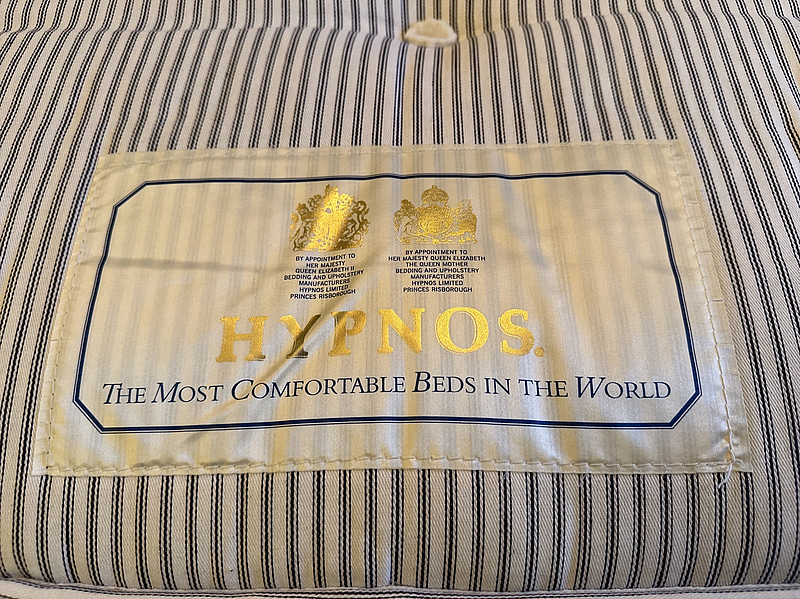 BY APPOINTMENT TO
HER MAJESTY
QUEEN ELIZABETH II
BEDDING AND UPHOLSTERY
MANUFACTURERS
HYPNOS LIMITED
PRINCES RISBOROUGH
BY APPOINTMENT TO
HER MAJESTY QUEEN ELIZABETH
THE QUEEN MOTHER
BEDDING AND UPHOLSTERY
MANUFACTURERS
HYPNOS LIMITED
PRINCES RISBOROUGH
HYPNOS.
THE MOST COMFORTABLE BEDS IN THE WORLD